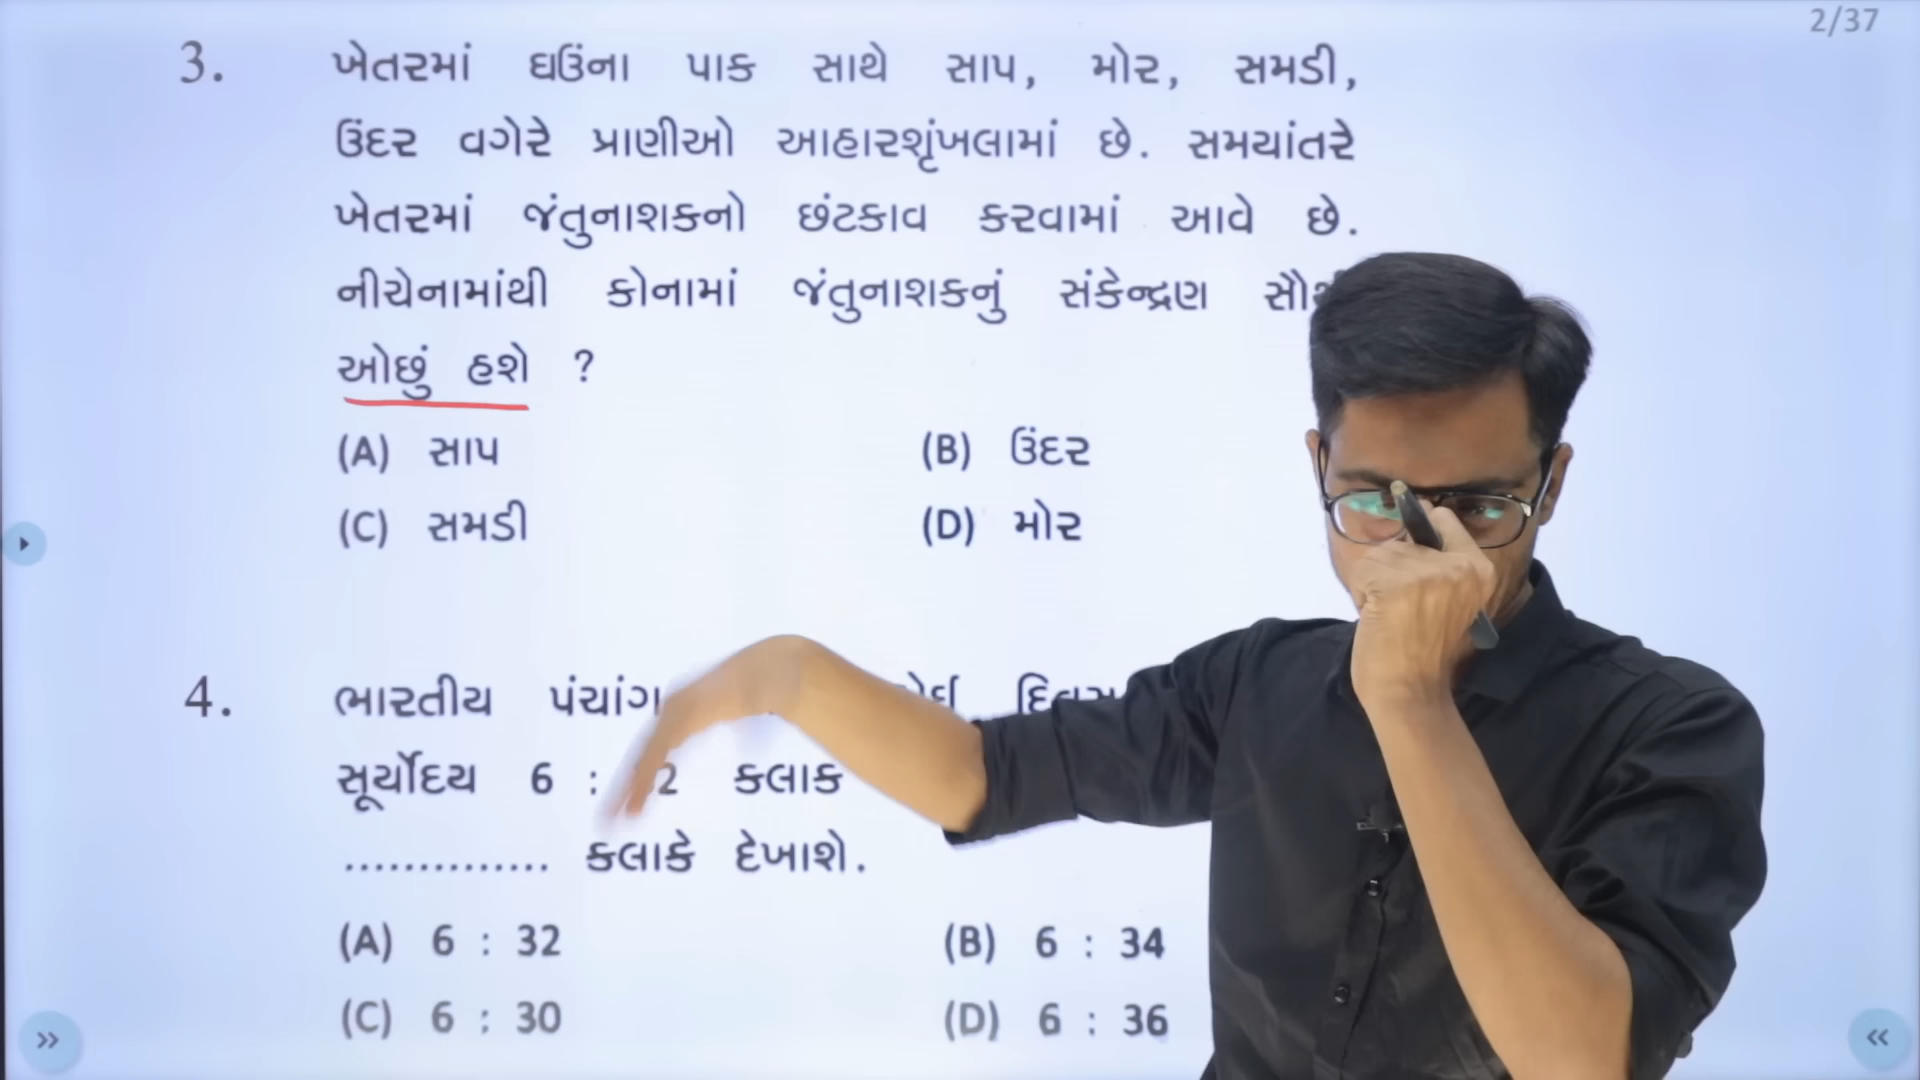 2/37
3. ખેતરમાં ઘઉંના પાક સાથે સાપ, મોર, સમડી,
ઉંદર વગેરે પ્રાણીઓ આહારશૃંખલામાં છે. સમયાંતરે
ખેતરમાં જંતુનાશકનો છંટકાવ કરવામાં આવે છે.
નીચેનામાંથી કોનામાં જંતુનાશકનું સંકેન્દ્રણ
ઓછું હશે ?
(A) સાપ (B) ઉંદર
(C) સમડી (D) મોર
4. ભારતીય પંચાંગ
સૂર્યોદય 6 : 2 કલાક
.............. કલાકે દેખાશે.
(A) 6 : 32 (B) 6 : 34
(C) 6 : 30 (D) 6 : 36